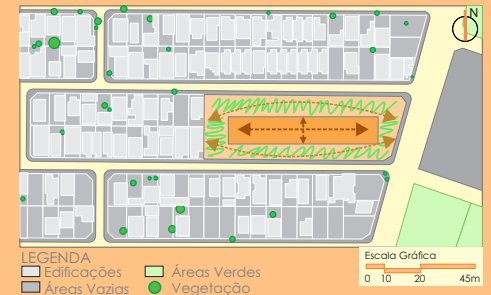 N
LEGENDA
Edificações
Áreas Verdes
Áreas Vazias
Vegetação
Escala Gráfica
0 10 20 45m